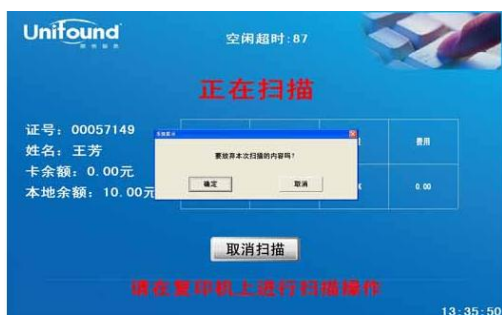 Unifound
空闲超时:87
正在扫描
证号: 00057149
姓名: 王芳
卡余额: 0.00元
本地余额: 10.00元
费用
0.00
要放弃本次扫描的内容吗?
确定 取消
取消扫描
请在复印机上进行扫描操作
13:35:50